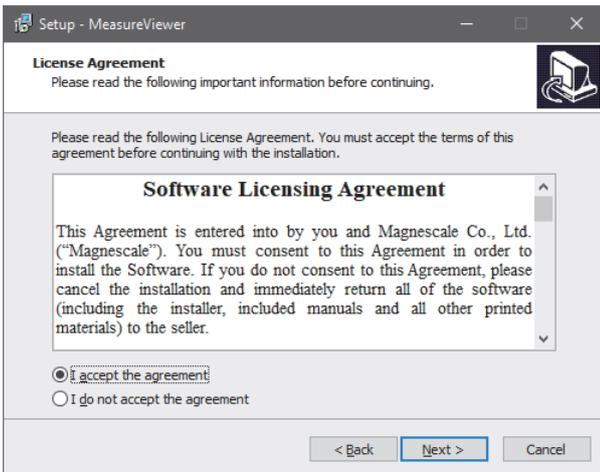 Setup - MeasureViewer
License Agreement
Please read the following important information before continuing.
Please read the following License Agreement. You must accept the terms of this
agreement before continuing with the installation.
Software Licensing Agreement
This Agreement is entered into by you and Magnescale Co., Ltd.
(“Magnescale”). You must consent to this Agreement in order to
install the Software. If you do not consent to this Agreement, please
cancel the installation and immediately return all of the software
(including the installer, included manuals and all other printed
materials) to the seller.
I accept the agreement
I do not accept the agreement
< Back Next > Cancel